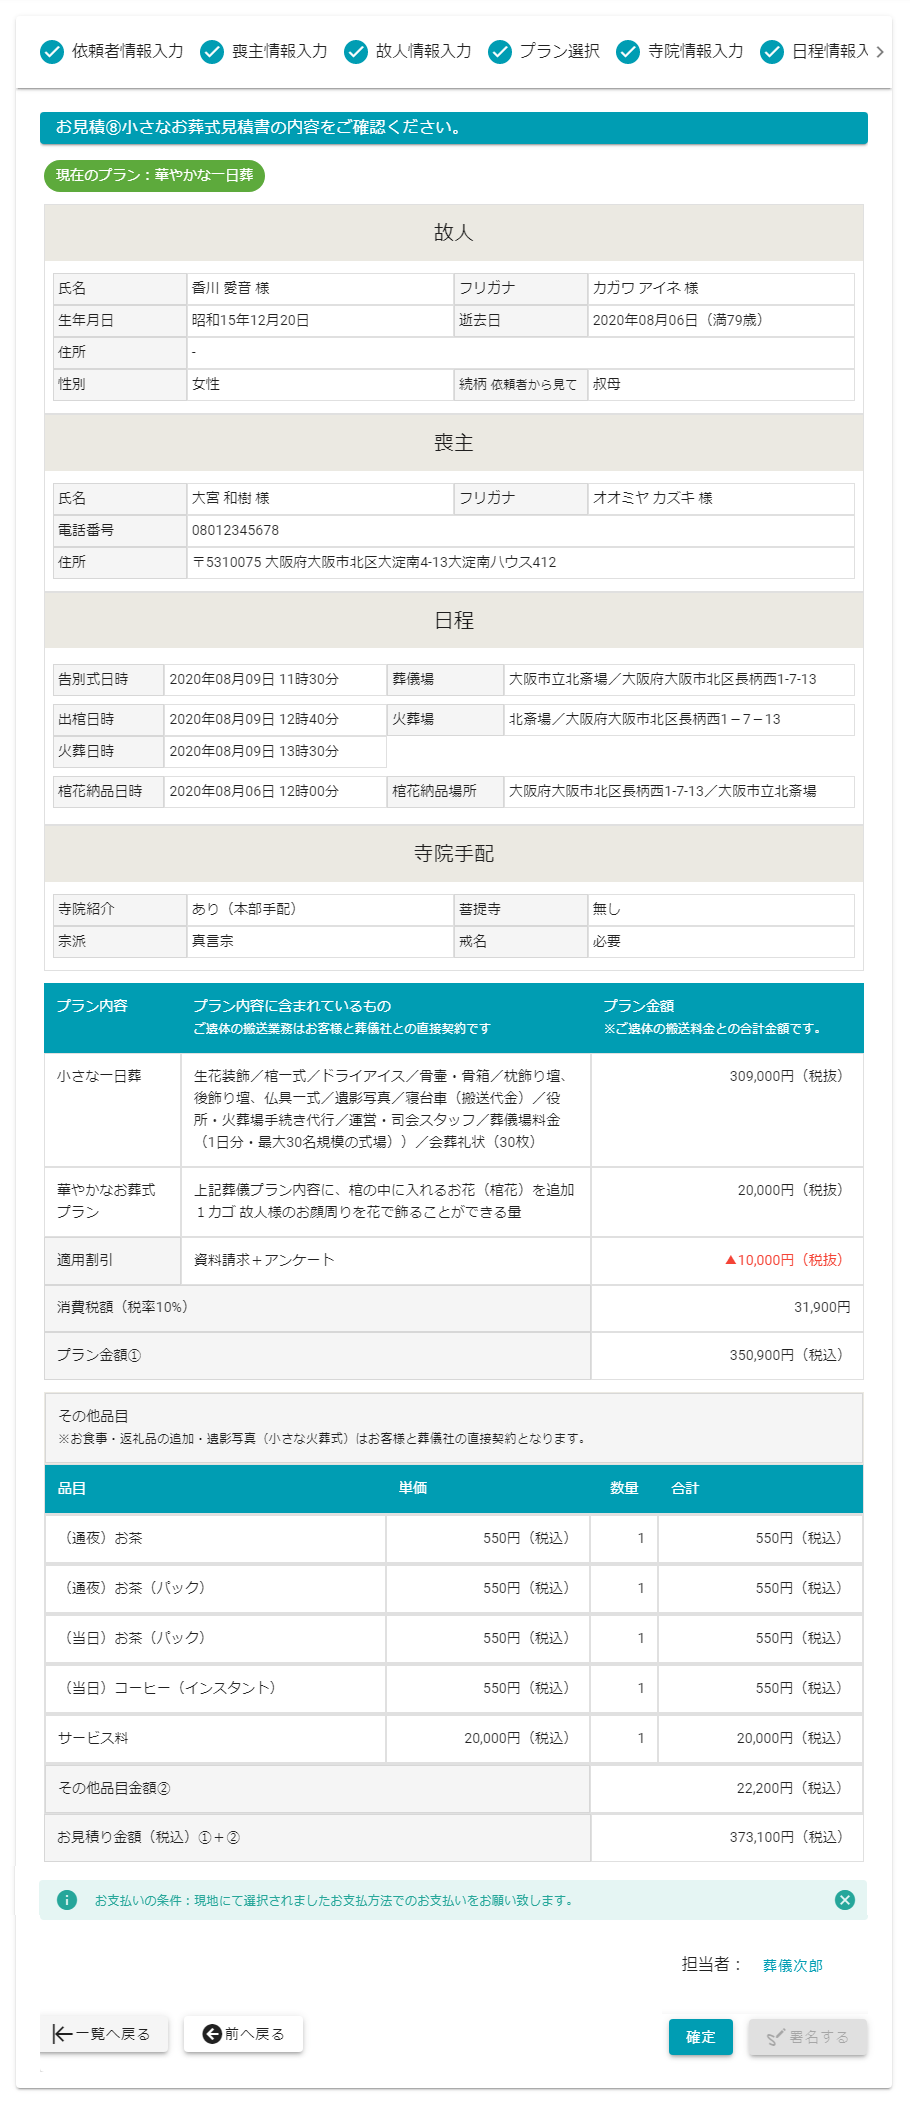 依頼者情報入力 喪主情報入力 故人情報入力 プラン選択 寺院情報入力 日程情報入
お見積⑧小さなお葬式見積書の内容をご確認ください。
現在のプラン：華やかな一日葬
故人
氏名 香川 愛音 様 フリガナ カガワ アイネ 様
生年月日 昭和15年12月20日 逝去日 2020年08月06日（満79歳）
住所 -
性別 女性 続柄 依頼者から見て 叔母
喪主
氏名 大宮 和樹 様 フリガナ オオミヤ カズキ 様
電話番号 08012345678
住所 〒5310075 大阪府大阪市北区大淀南4-13大淀南ハウス412
日程
告別式日時 2020年08月09日 11時30分 葬儀場 大阪市立北斎場／大阪府大阪市北区長柄西1-7-13
出棺日時 2020年08月09日 12時40分 火葬場 北斎場／大阪府大阪市北区長柄西1－7－13
火葬日時 2020年08月09日 13時30分
棺花納品日時 2020年08月06日 12時00分 棺花納品場所 大阪府大阪市北区長柄西1-7-13／大阪市立北斎場
寺院手配
寺院紹介 あり（本部手配） 菩提寺 無し
宗派 真言宗 戒名 必要
プラン内容 プラン内容に含まれているもの プラン金額
ご遺体の搬送業務はお客様と葬儀社との直接契約です ※ご遺体の搬送料金との合計金額です。
小さな一日葬 生花装飾／棺一式／ドライアイス／骨壷・骨箱／枕飾り壇、 309,000円（税抜）
後飾り壇、仏具一式／遺影写真／寝台車（搬送代金）／役
所・火葬場手続き代行／運営・司会スタッフ／葬儀場料金
（1日分・最大30名規模の式場））／会葬礼状（30枚）
華やかなお葬式 上記葬儀プラン内容に、棺の中に入れるお花（棺花）を追加 20,000円（税抜）
プラン １カゴ 故人様のお顔周りを花で飾ることができる量
適用割引 資料請求＋アンケート ▲10,000円（税抜）
消費税額（税率10%） 31,900円
プラン金額① 350,900円（税込）
その他品目
※お食事・返礼品の追加・遺影写真（小さな火葬式）はお客様と葬儀社の直接契約となります。
品目 単価 数量 合計
（通夜）お茶 550円（税込） 1 550円（税込）
（通夜）お茶（パック） 550円（税込） 1 550円（税込）
（当日）お茶（パック） 550円（税込） 1 550円（税込）
（当日）コーヒー（インスタント） 550円（税込） 1 550円（税込）
サービス料 20,000円（税込） 1 20,000円（税込）
その他品目金額② 22,200円（税込）
お見積り金額（税込）①＋② 373,100円（税込）
お支払いの条件：現地にて選択されましたお支払方法でのお支払いをお願い致します。
担当者： 葬儀次郎
一覧へ戻る 前へ戻る 確定 署名する